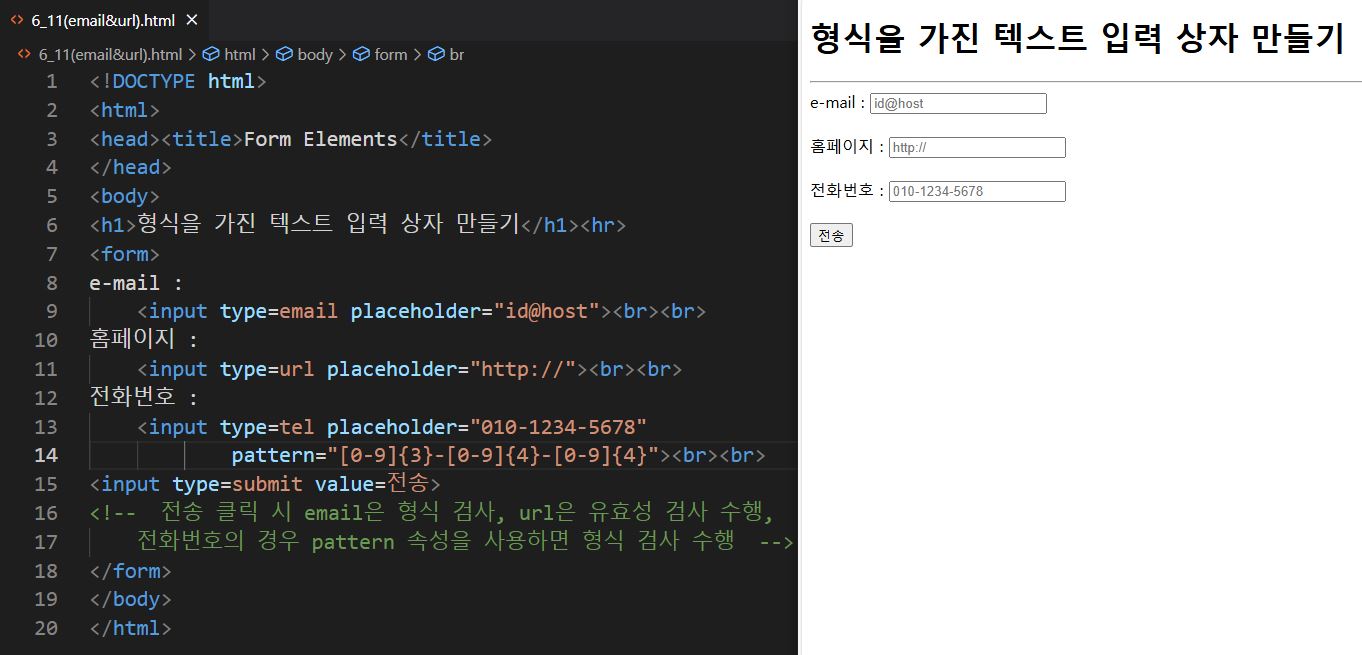 6_11(email&url).html
6_11(email&url).html > html > body > form > br
1 <!DOCTYPE html>
2 <html>
3 <head><title>Form Elements</title>
4 </head>
5 <body>
6 <h1>형식을 가진 텍스트 입력 상자 만들기</h1><hr>
7 <form>
8 e-mail :
9 <input type=email placeholder="id@host"><br><br>
10 홈페이지 :
11 <input type=url placeholder="http://"><br><br>
12 전화번호 :
13 <input type=tel placeholder="010-1234-5678"
14 pattern="[0-9]{3}-[0-9]{4}-[0-9]{4}"><br><br>
15 <input type=submit value=전송>
16 <!-- 전송 클릭 시 email은 형식 검사, url은 유효성 검사 수행,
17 전화번호의 경우 pattern 속성을 사용하면 형식 검사 수행 -->
18 </form>
19 </body>
20 </html>
형식을 가진 텍스트 입력 상자 만들기
e-mail : id@host
홈페이지 : http://
전화번호 : 010-1234-5678
전송